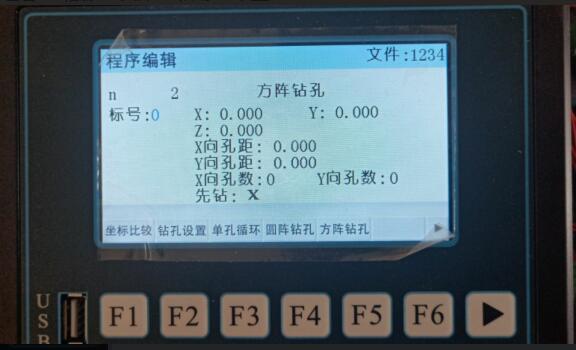 程序编辑 文件:1234
n 2 方阵钻孔
标号:0 X: 0.000 Y: 0.000
Z: 0.000
X向孔距: 0.000
Y向孔距: 0.000
X向孔数:0 Y向孔数:0
先钻: X
坐标比较 钻孔设置 单孔循环 圆阵钻孔 方阵钻孔
USB F1 F2 F3 F4 F5 F6